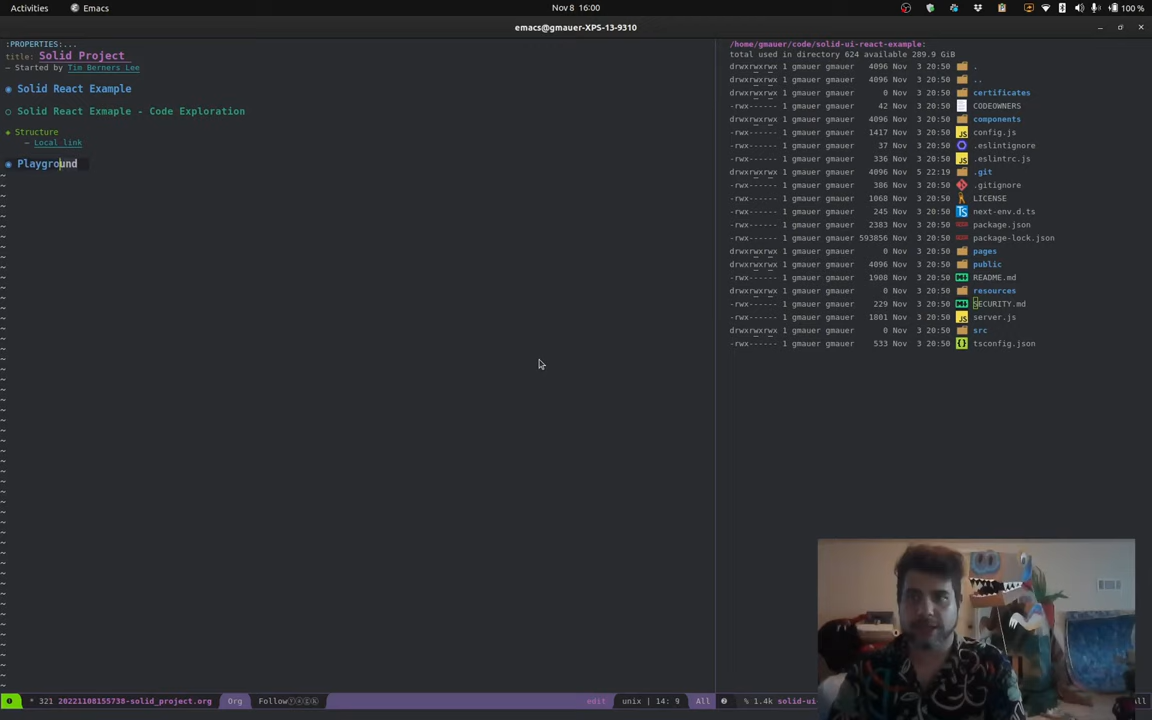 Activities Emacs Nov 8 16:00 100 %
emacs@gmauer-XPS-13-9310
:PROPERTIES:...
title: Solid Project
— Started by Tim Berners Lee
Solid React Example
Solid React Exmaple - Code Exploration
Structure
— Local link
Playground
/home/gmauer/code/solid-ui-react-example:
total used in directory 624 available 289.9 GiB
drwxrwxrwx 1 gmauer gmauer 4096 Nov 3 20:50 .
drwxrwxrwx 1 gmauer gmauer 4096 Nov 3 20:50 ..
drwxrwxrwx 1 gmauer gmauer 0 Nov 3 20:50 certificates
-rwx------ 1 gmauer gmauer 42 Nov 3 20:50 CODEOWNERS
drwxrwxrwx 1 gmauer gmauer 4096 Nov 3 20:50 components
-rwx------ 1 gmauer gmauer 1417 Nov 3 20:50 config.js
-rwx------ 1 gmauer gmauer 37 Nov 3 20:50 .eslintignore
-rwx------ 1 gmauer gmauer 336 Nov 3 20:50 .eslintrc.js
drwxrwxrwx 1 gmauer gmauer 4096 Nov 5 22:19 .git
-rwx------ 1 gmauer gmauer 386 Nov 3 20:50 .gitignore
-rwx------ 1 gmauer gmauer 1068 Nov 3 20:50 LICENSE
-rwx------ 1 gmauer gmauer 245 Nov 3 20:50 next-env.d.ts
-rwx------ 1 gmauer gmauer 2383 Nov 3 20:50 package.json
-rwx------ 1 gmauer gmauer 593856 Nov 3 20:50 package-lock.json
drwxrwxrwx 1 gmauer gmauer 0 Nov 3 20:50 pages
drwxrwxrwx 1 gmauer gmauer 4096 Nov 3 20:50 public
-rwx------ 1 gmauer gmauer 1908 Nov 3 20:50 README.md
drwxrwxrwx 1 gmauer gmauer 0 Nov 3 20:50 resources
-rwx------ 1 gmauer gmauer 229 Nov 3 20:50 SECURITY.md
-rwx------ 1 gmauer gmauer 1801 Nov 3 20:50 server.js
drwxrwxrwx 1 gmauer gmauer 0 Nov 3 20:50 src
-rwx------ 1 gmauer gmauer 533 Nov 3 20:50 tsconfig.json
* 321 20221108155738-solid_project.org Org Follow edit unix | 14: 9 All
% 1.4k solid-ui All